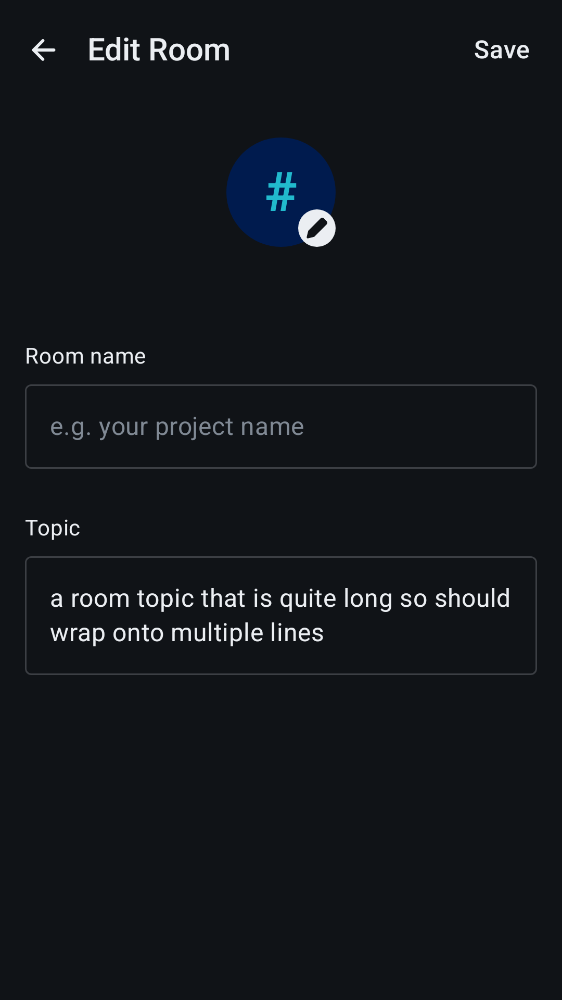 Edit Room
Save
#
Room name
e.g. your project name
Topic
a room topic that is quite long so should
wrap onto multiple lines